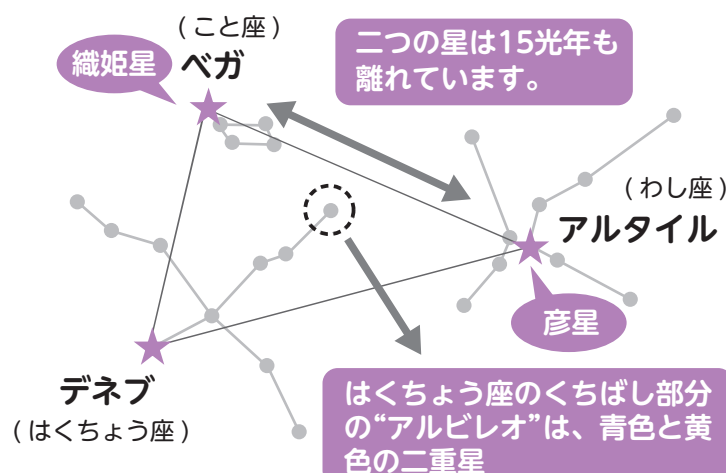 (こと座)
織姫星
ベガ
二つの星は15光年も
離れています。
(わし座)
アルタイル
彦星
デネブ
(はくちょう座)
はくちょう座のくちばし部分
の“アルビレオ”は、青色と黄
色の二重星